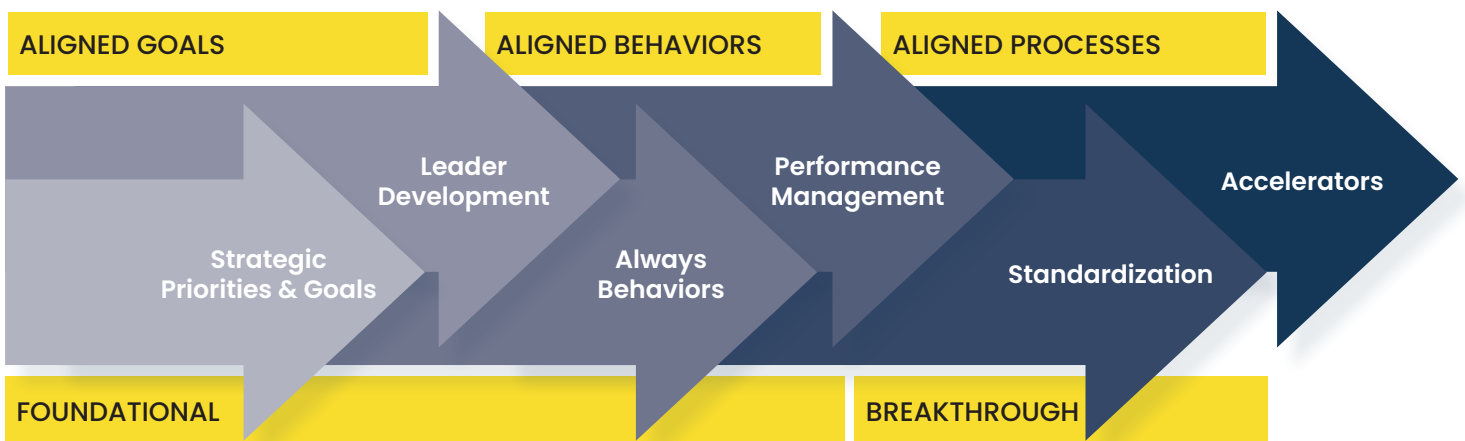 ALIGNED GOALS
ALIGNED BEHAVIORS
ALIGNED PROCESSES
Leader
Development
Performance
Management
Accelerators
Strategic
Priorities & Goals
Always
Behaviors
Standardization
FOUNDATIONAL
BREAKTHROUGH